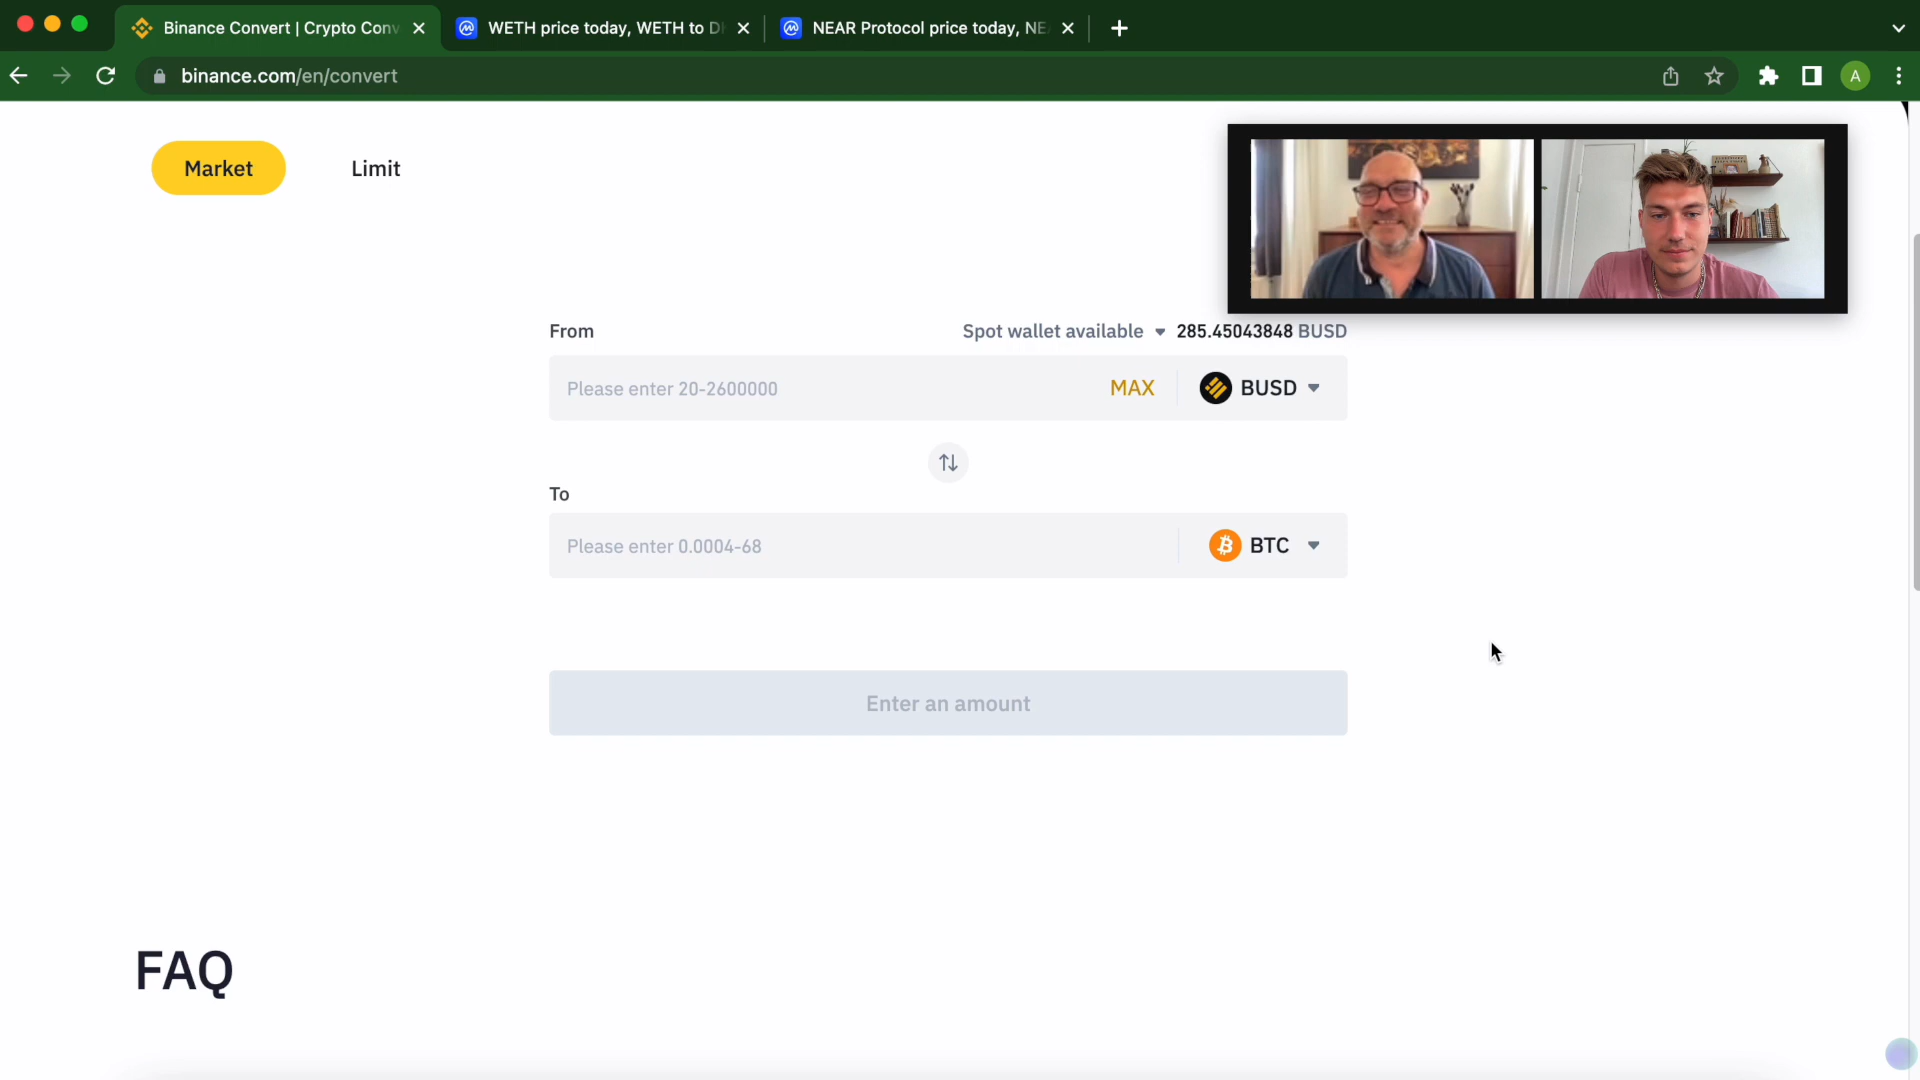 Binance Convert | Crypto Conv
WETH price today, WETH to D
NEAR Protocol price today, NE
binance.com/en/convert
A
Market
Limit
From
Spot wallet available 285.45043848 BUSD
Please enter 20-2600000
MAX
BUSD
To
Please enter 0.0004-68
BTC
Enter an amount
FAQ